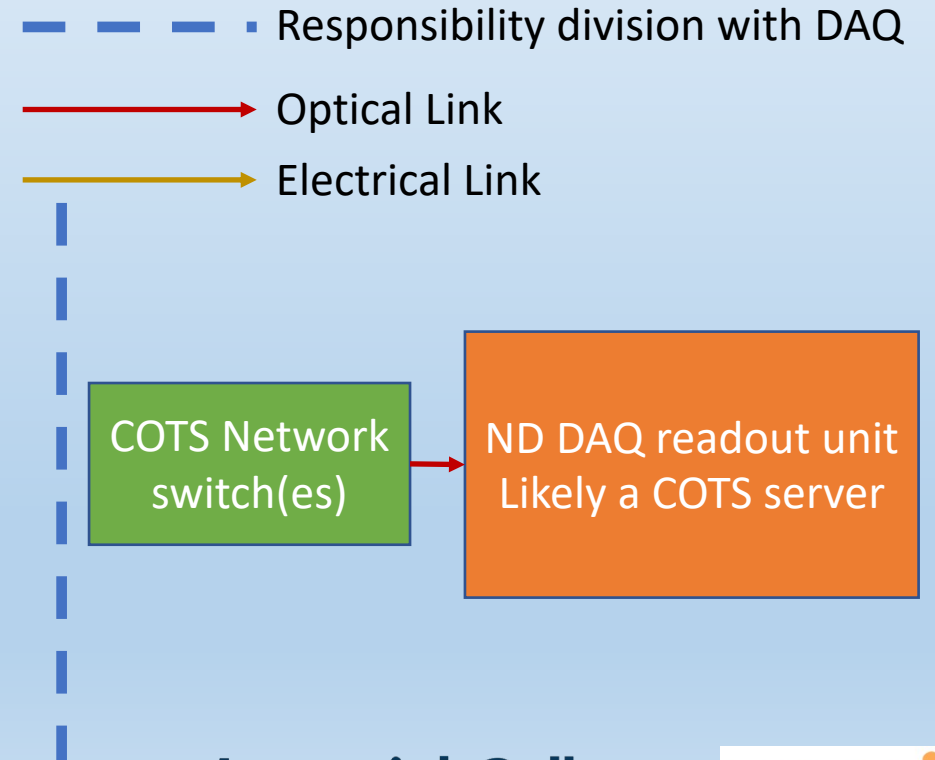 Responsibility division with DAQ
Optical Link
Electrical Link
COTS Network
switch(es)
ND DAQ readout unit
Likely a COTS server